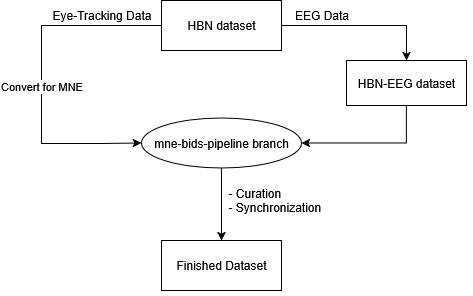 Eye-Tracking Data
HBN dataset
EEG Data
Convert for MNE
HBN-EEG dataset
mne-bids-pipeline branch
- Curation
- Synchronization
Finished Dataset